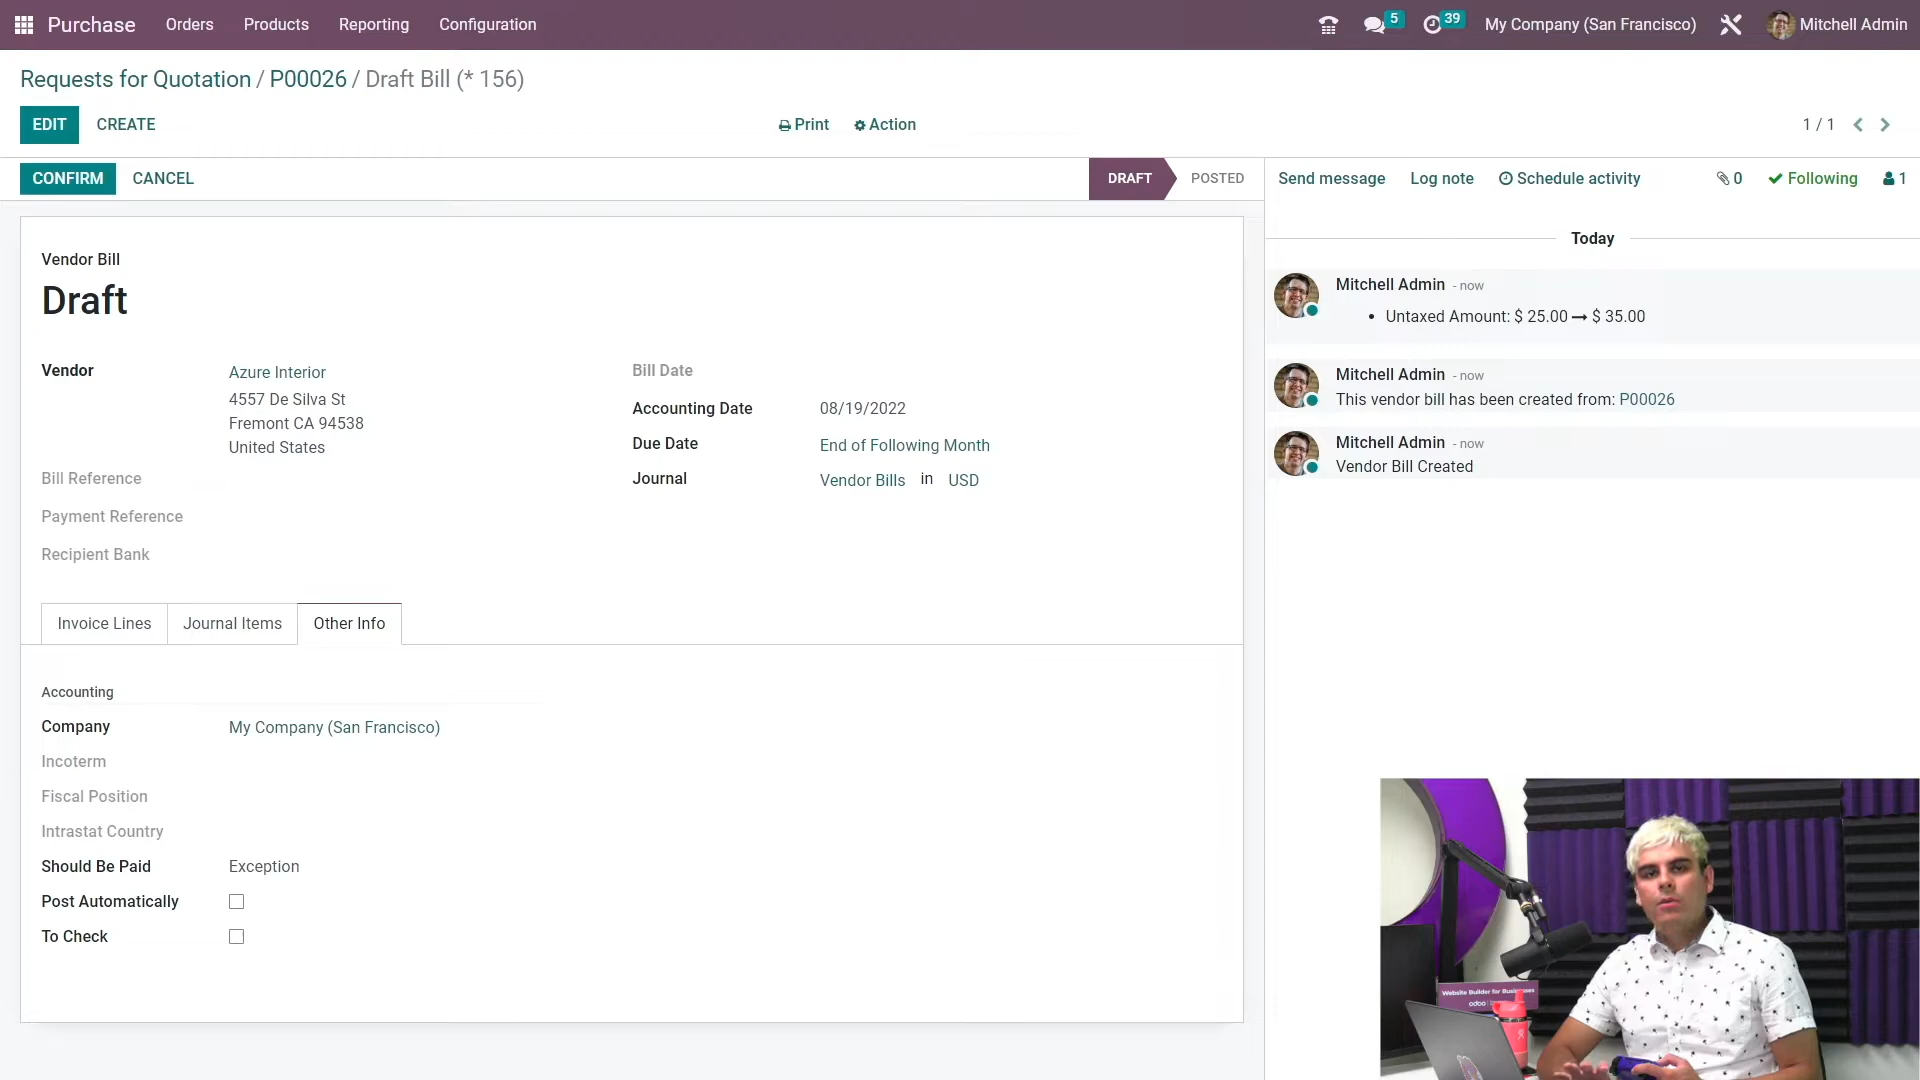 Purchase Orders Products Reporting Configuration 5 39 My Company (San Francisco) Mitchell Admin
Requests for Quotation / P00026 / Draft Bill (* 156)
EDIT CREATE Print Action 1 / 1
CONFIRM CANCEL DRAFT POSTED Send message Log note Schedule activity 0 Following 1
Today
Vendor Bill
Draft
Mitchell Admin - now
• Untaxed Amount: $ 25.00 → $ 35.00
Mitchell Admin - now
This vendor bill has been created from: P00026
Mitchell Admin - now
Vendor Bill Created
Vendor Azure Interior
4557 De Silva St
Fremont CA 94538
United States
Bill Reference
Payment Reference
Recipient Bank
Bill Date
Accounting Date 08/19/2022
Due Date End of Following Month
Journal Vendor Bills in USD
Invoice Lines Journal Items Other Info
Accounting
Company My Company (San Francisco)
Incoterm
Fiscal Position
Intrastat Country
Should Be Paid Exception
Post Automatically
To Check
Website Builder for Businesses
odoo